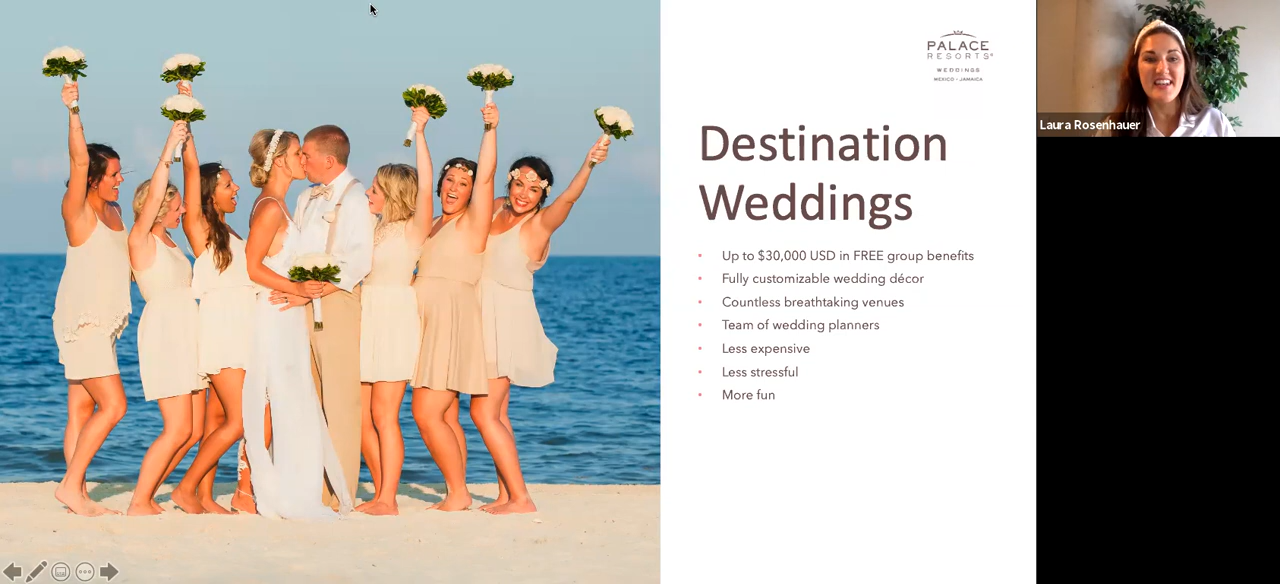 PALACE
RESORTS®
WEDDINGS
MEXICO • JAMAICA
Laura Rosenhauer
Destination
Weddings
• Up to $30,000 USD in FREE group benefits
• Fully customizable wedding décor
• Countless breathtaking venues
• Team of wedding planners
• Less expensive
• Less stressful
• More fun